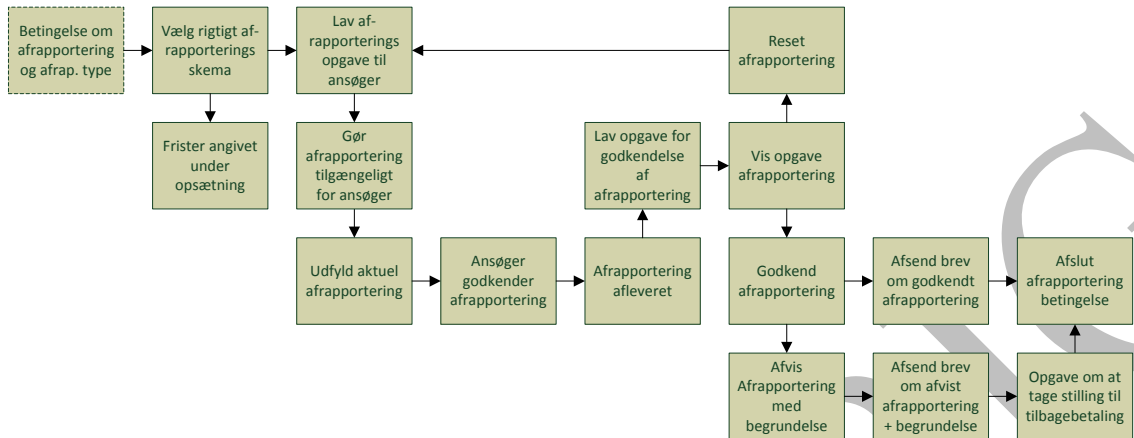 Betingelse om
afrapportering
og afrap. type
Vælg rigtigt af-
rapporterings
skema
Lav af-
rapporterings
opgave til
ansøger
Reset
afrapportering
Frister angivet
under
opsætning
Gør
afrapportering
tilgængeligt
for ansøger
Lav opgave for
godkendelse
af
afrapportering
Vis opgave
afrapportering
Udfyld aktuel
afrapportering
Ansøger
godkender
afrapportering
Afrapportering
afleveret
Godkend
afrapportering
Afsend brev
om godkendt
afrapportering
Afslut
afrapportering
betingelse
Afvis
Afrapportering
med
begrundelse
Afsend brev
om afvist
afrapportering
+ begrundelse
Opgave om at
tage stilling til
tilbagebetaling